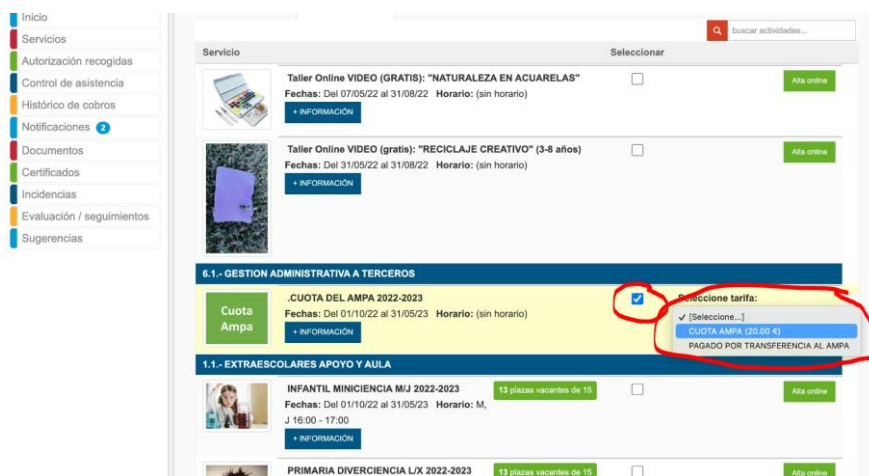 Inicio
Servicios
Autorización recogidas
Control de asistencia
Histórico de cobros
Notificaciones 2
Documentos
Certificados
Incidencias
Evaluación / seguimientos
Sugerencias
buscar actividades...
Servicio Seleccionar
Taller Online VIDEO (GRATIS): "NATURALEZA EN ACUARELAS"
Fechas: Del 07/05/22 al 31/08/22 Horario: (sin horario)
+ INFORMACIÓN
Alta online
Taller Online VIDEO (gratis): "RECICLAJE CREATIVO" (3-8 años)
Fechas: Del 31/05/22 al 31/08/22 Horario: (sin horario)
+ INFORMACIÓN
Alta online
6.1.- GESTION ADMINISTRATIVA A TERCEROS
Cuota
Ampa
.CUOTA DEL AMPA 2022-2023
Fechas: Del 01/10/22 al 31/05/23 Horario: (sin horario)
+ INFORMACIÓN
Seleccione tarifa:
✓ [Seleccione...]
CUOTA AMPA (20.00 €)
PAGADO POR TRANSFERENCIA AL AMPA
1.1.- EXTRAESCOLARES APOYO Y AULA
INFANTIL MINICIENCIA M/J 2022-2023
Fechas: Del 01/10/22 al 31/05/23 Horario: M,
J 16:00 - 17:00
+ INFORMACIÓN
13 plazas vacantes de 15
Alta online
PRIMARIA DIVERCIENCIA L/X 2022-2023
13 plazas vacantes de 15
Alta online